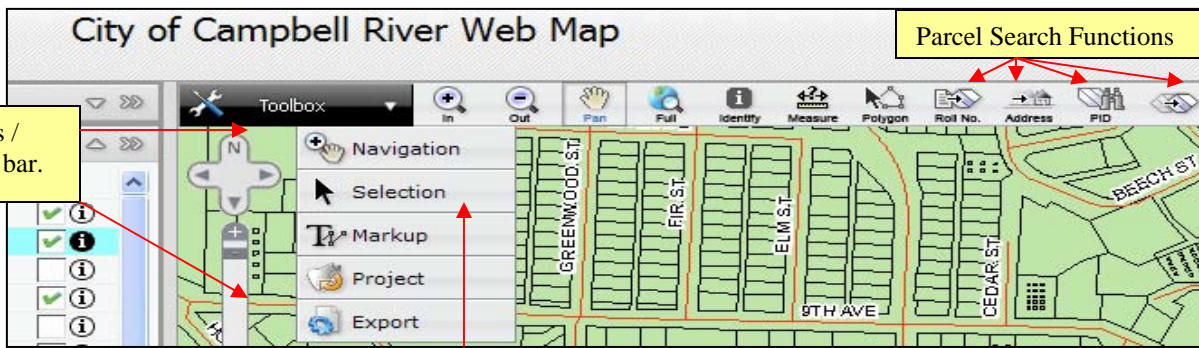 City of Campbell River Web Map
Parcel Search Functions
Toolbox
In
Out
Pan
Full
Identify
Measure
Polygon
Roll No.
Address
PID
s /
bar.
N
Navigation
Selection
Markup
Project
Export
GREENWOOD. ST.
FIR. ST.
ELM ST.
CEDAR. ST.
BEECH ST
9TH AVE